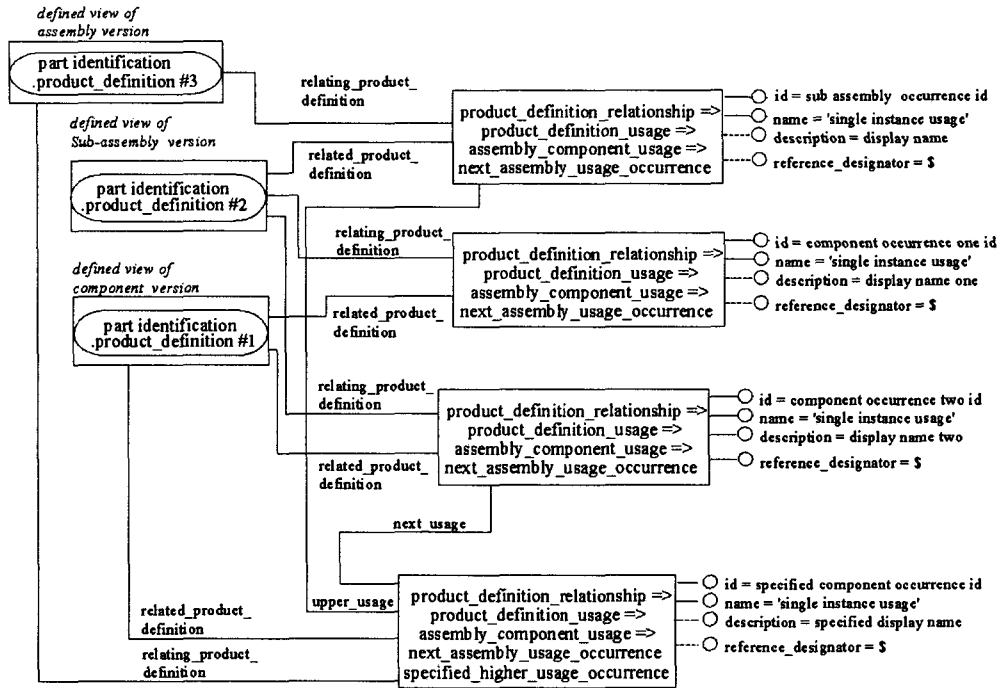 defined view of
assembly version
part identification
.product_definition #3
relating_product_
definition
product_definition_relationship =>
product_definition_usage =>
assembly_component_usage =>
next_assembly_usage_occurrence
id = sub assembly occurrence id
name = 'single instance usage'
description = display name
reference_designator = $
defined view of
Sub-assembly version
related_product_
definition
part identification
.product_definition #2
relating_product_
definition
product_definition_relationship =>
product_definition_usage =>
assembly_component_usage =>
next_assembly_usage_occurrence
id = component occurrence one id
name = 'single instance usage'
description = display name one
reference_designator = $
defined view of
component version
part identification
.product_definition #1
related_product_
definition
relating_product_
definition
product_definition_relationship =>
product_definition_usage =>
assembly_component_usage =>
next_assembly_usage_occurrence
id = component occurrence two id
name = 'single instance usage'
description = display name two
reference_designator = $
related_product_
definition
next_usage
upper_usage
product_definition_relationship =>
product_definition_usage =>
assembly_component_usage =>
next_assembly_usage_occurrence
specified_higher_usage_occurrence
id = specified component occurrence id
name = 'single instance usage'
description = specified display name
reference_designator = $
related_product_
definition
relating_product_
definition